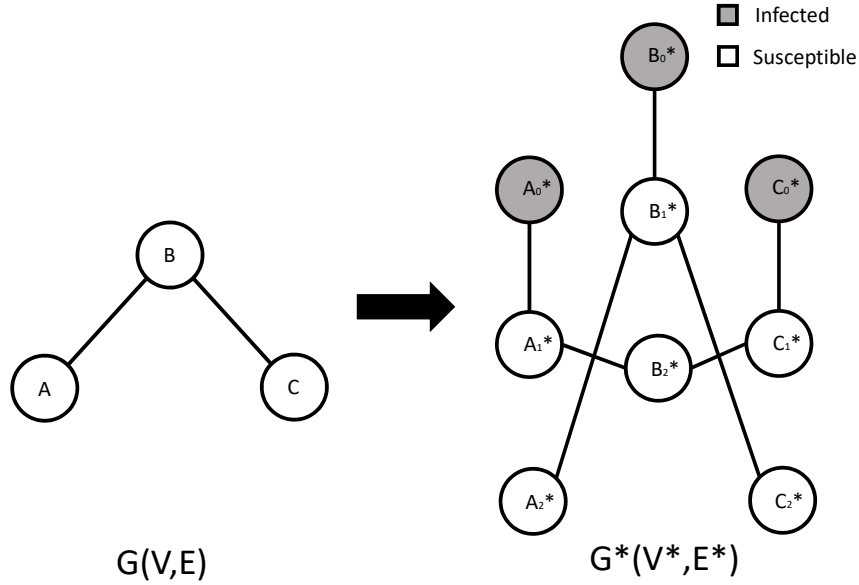 Infected
Susceptible
B₀*
A₀*
C₀*
B₁*
B
A₁*
B₂*
C₁*
A
C
A₂*
C₂*
G(V,E)
G*(V*,E*)